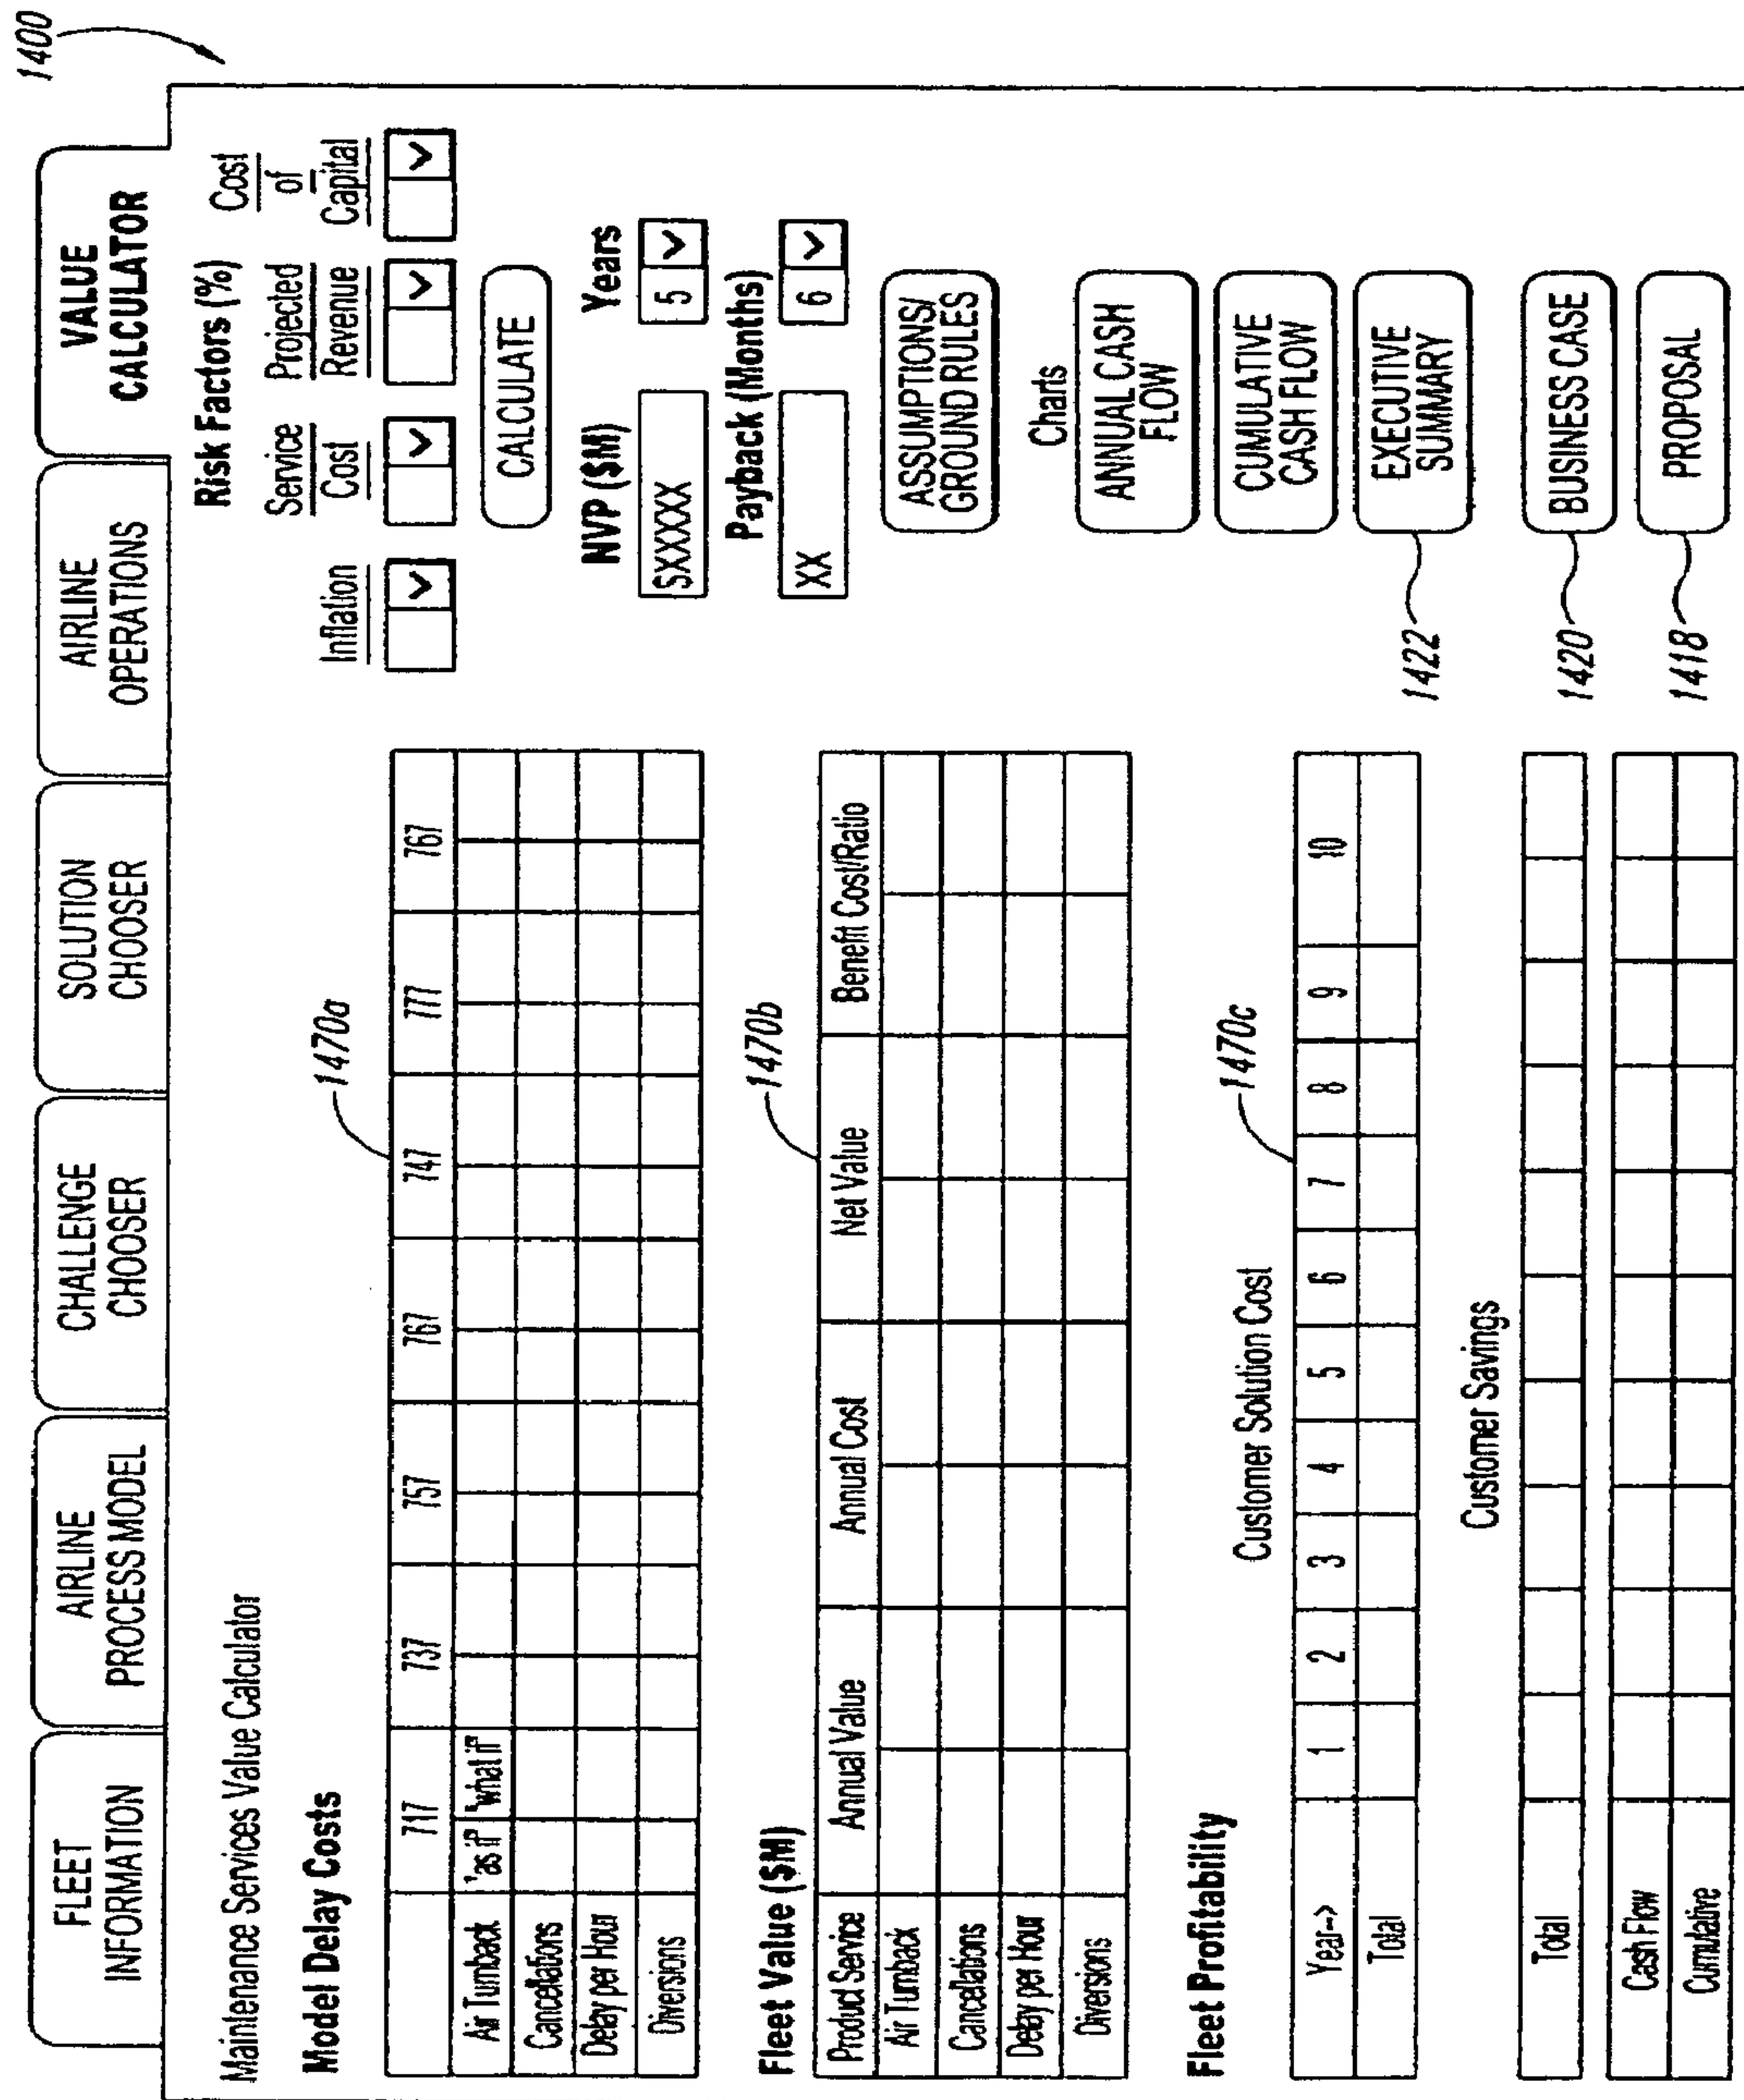 1400
FLEET
INFORMATION
AIRLINE
PROCESS MODEL
CHALLENGE
CHOOSER
SOLUTION
CHOOSER
AIRLINE
OPERATIONS
VALUE
CALCULATOR
Maintenance Services Value Calculator
Model Delay Costs
1470a
717 737 757 767 747 777 767
Air Turnback "as if" "what if"
Cancellations
Delay per Hour
Diversions
Fleet Value ($M)
1470b
Product Service Annual Value Annual Cost Net Value Benefit Cost/Ratio
Air Turnback
Cancellations
Delay per Hour
Diversions
Fleet Profitability
Customer Solution Cost
1470c
Year--> 1 2 3 4 5 6 7 8 9 10
Total
Customer Savings
Total
Cash Flow
Cumulative
Risk Factors (%)
Inflation
Service
Cost
Projected
Revenue
Cost
of
Capital
CALCULATE
NVP ($M) Years
$XXXXX 5
Payback (Months)
XX 6
ASSUMPTIONS/
GROUND RULES
Charts
ANNUAL CASH
FLOW
CUMULATIVE
CASH FLOW
EXECUTIVE
SUMMARY
1422
BUSINESS CASE
1420
PROPOSAL
1418